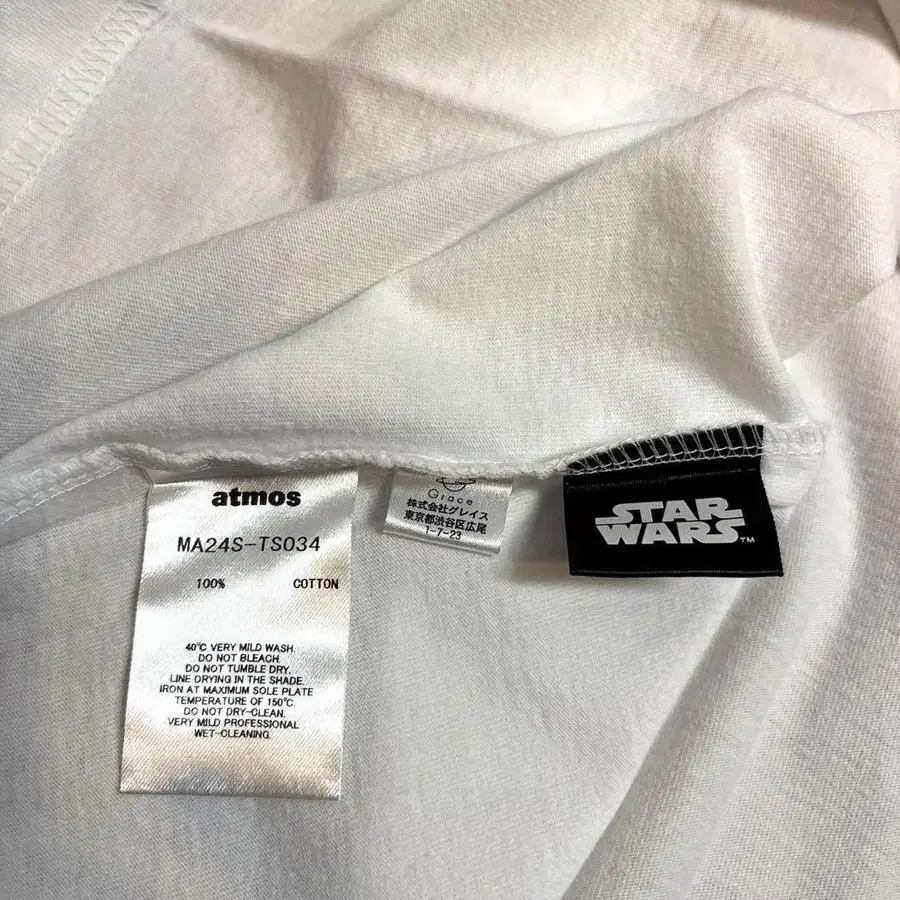 atmos
MA24S-TS034
100% COTTON
40℃ VERY MILD WASH.
DO NOT BLEACH.
DO NOT TUMBLE DRY.
LINE DRYING IN THE SHADE.
IRON AT MAXIMUM SOLE PLATE
TEMPERATURE OF 150℃.
DO NOT DRY-CLEAN.
VERY MILD PROFESSIONAL
WET-CLEANING.
Grace
株式会社グレイス
東京都渋谷区広尾
1-7-23
STAR
WARS™